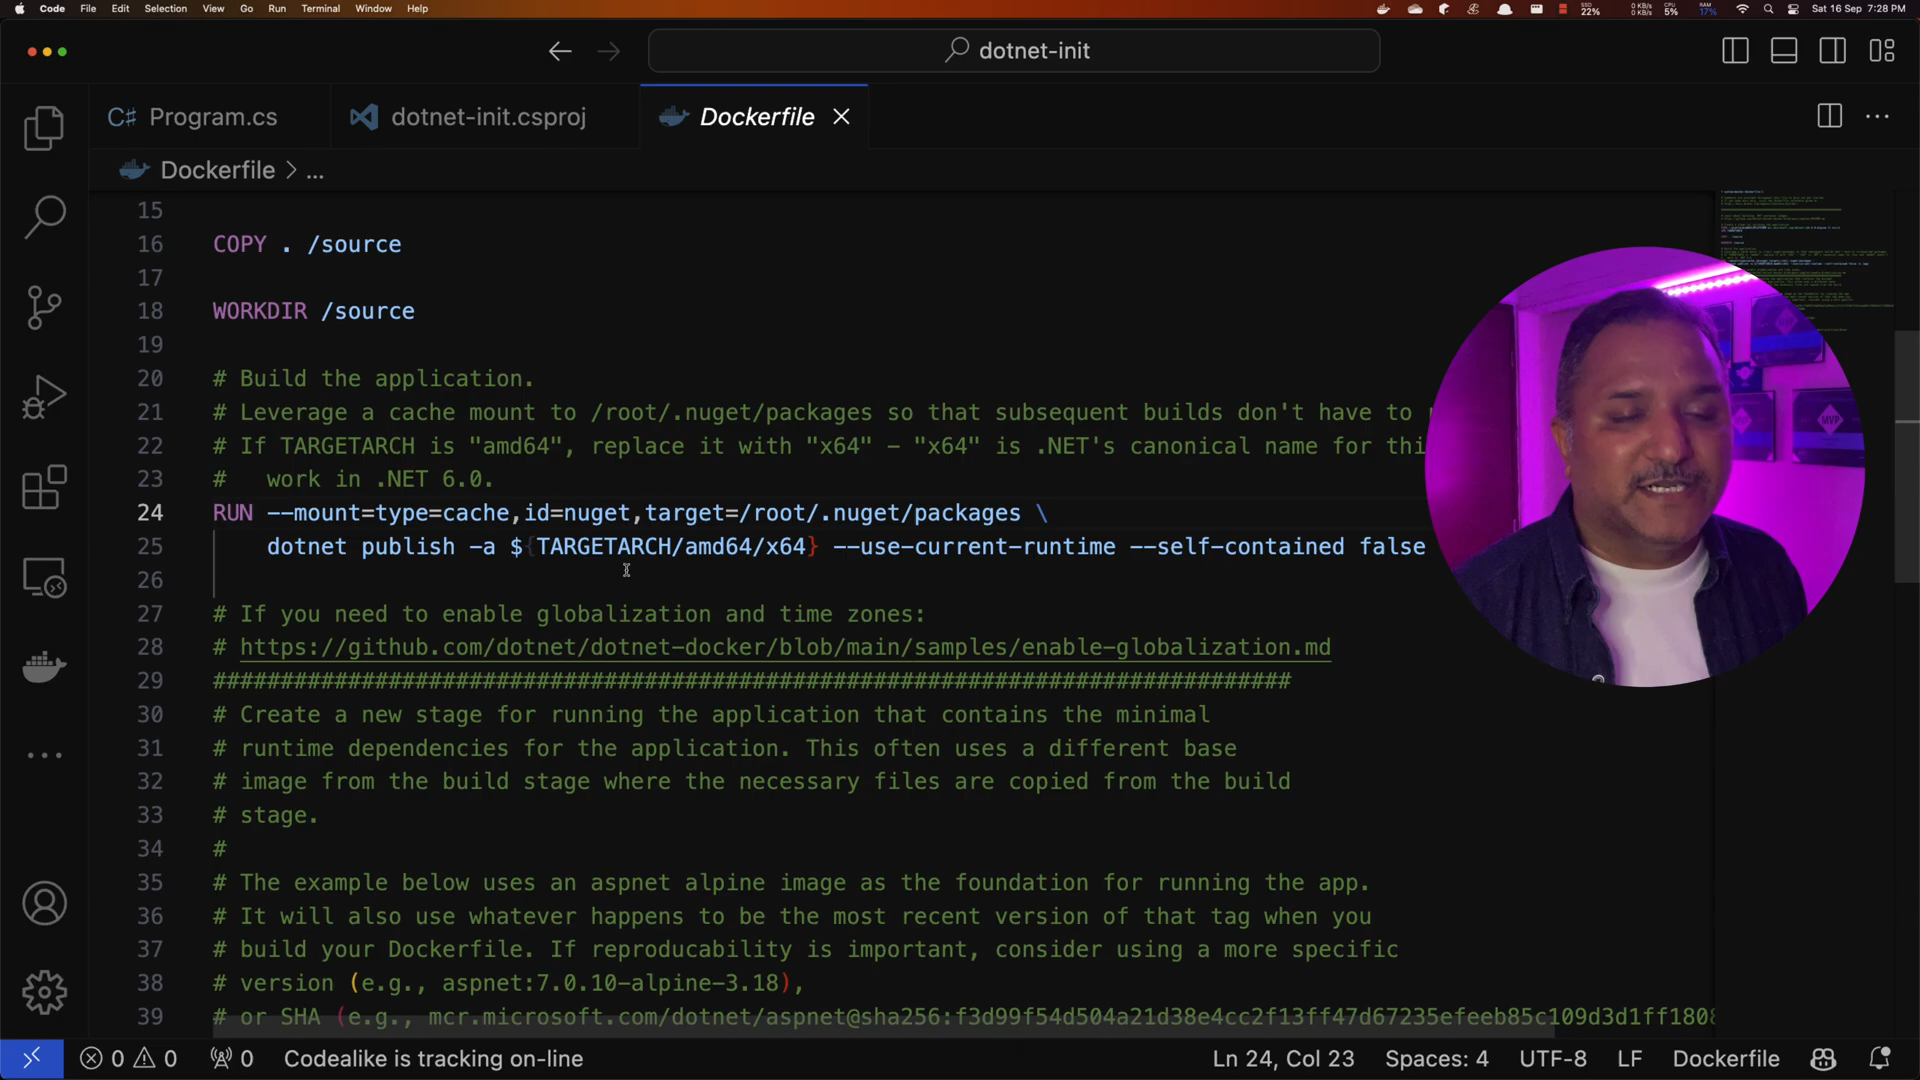 Code File Edit Selection View Go Run Terminal Window Help
SSD 22% 0 KB/s 0 KB/s CPU 5% RAM 17% Sat 16 Sep 7:28 PM
dotnet-init
C# Program.cs dotnet-init.csproj Dockerfile
Dockerfile > ...
15
16 COPY . /source
17
18 WORKDIR /source
19
20 # Build the application.
21 # Leverage a cache mount to /root/.nuget/packages so that subsequent builds don't have to
22 # If TARGETARCH is "amd64", replace it with "x64" - "x64" is .NET's canonical name for thi
23 #   work in .NET 6.0.
24 RUN --mount=type=cache,id=nuget,target=/root/.nuget/packages \
25     dotnet publish -a ${TARGETARCH/amd64/x64} --use-current-runtime --self-contained false
26
27 # If you need to enable globalization and time zones:
28 # https://github.com/dotnet/dotnet-docker/blob/main/samples/enable-globalization.md
29 ################################################################################
30 # Create a new stage for running the application that contains the minimal
31 # runtime dependencies for the application. This often uses a different base
32 # image from the build stage where the necessary files are copied from the build
33 # stage.
34 #
35 # The example below uses an aspnet alpine image as the foundation for running the app.
36 # It will also use whatever happens to be the most recent version of that tag when you
37 # build your Dockerfile. If reproducability is important, consider using a more specific
38 # version (e.g., aspnet:7.0.10-alpine-3.18),
39 # or SHA (e.g., mcr.microsoft.com/dotnet/aspnet@sha256:f3d99f54d504a21d38e4cc2f13ff47d67235efeeb85c109d3d1ff1808
MVP
0 0 0 Codealike is tracking on-line Ln 24, Col 23 Spaces: 4 UTF-8 LF Dockerfile